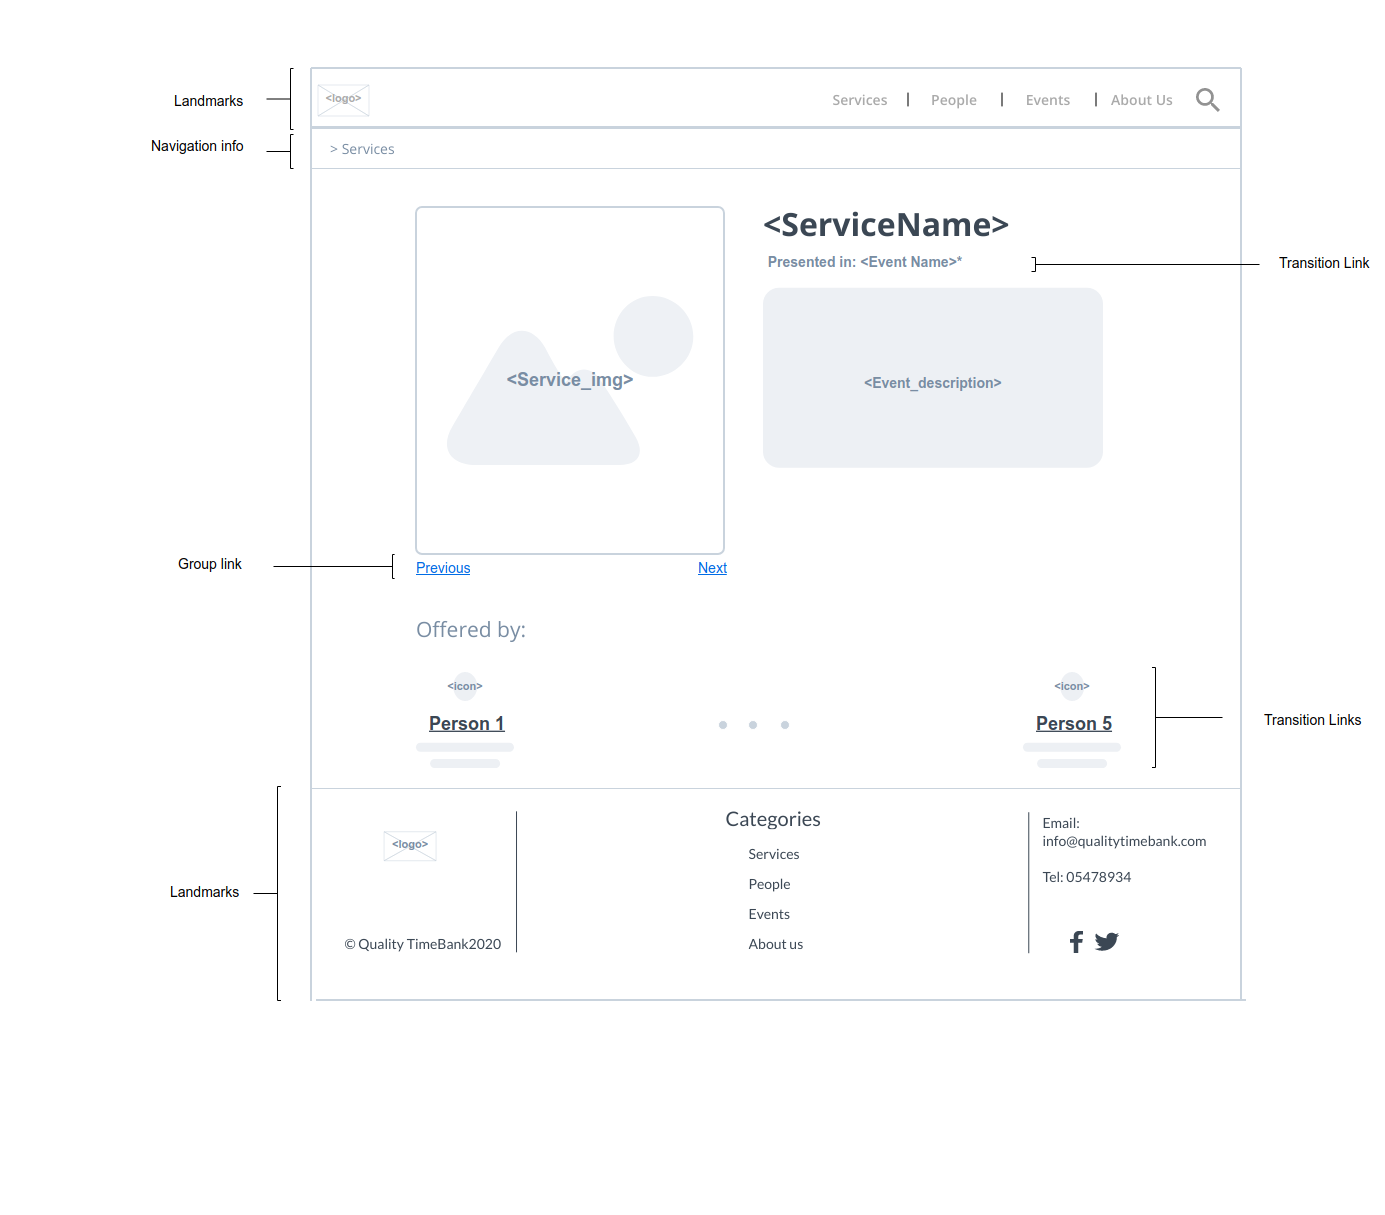 Landmarks
<logo>
Services
People
Events
About Us
Navigation info
> Services
<ServiceName>
Presented in: <Event Name>*
Transition Link
<Service_img>
<Event_description>
Group link
Previous
Next
Offered by:
<icon>
<icon>
Person 1
Person 5
Transition Links
Landmarks
<logo>
© Quality TimeBank2020
Categories
Services
People
Events
About us
Email:
info@qualitytimebank.com
Tel: 05478934